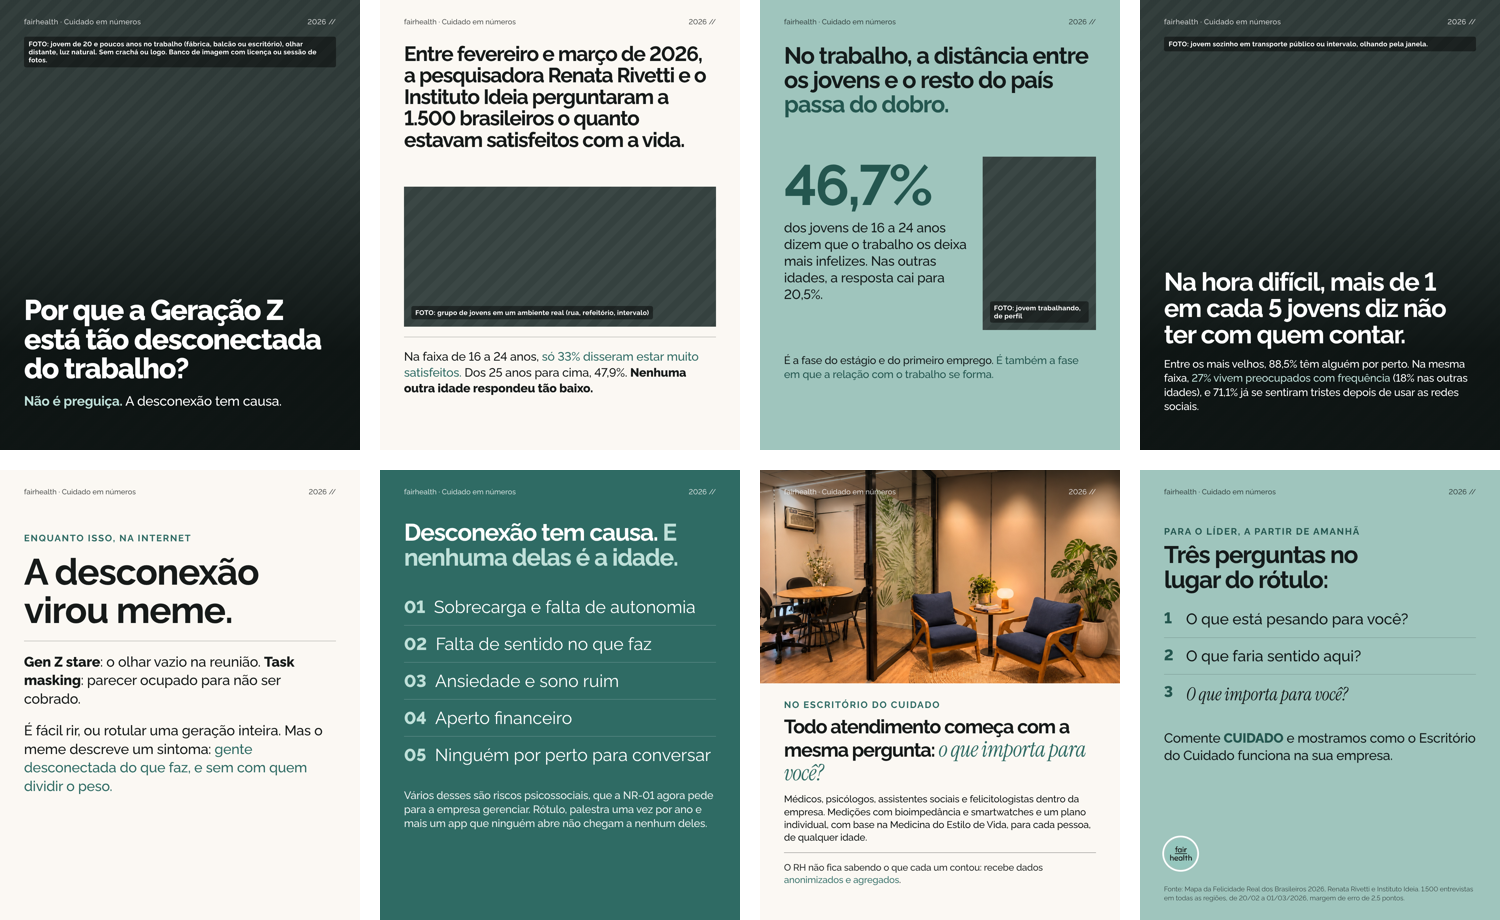 fairhealth · Cuidado em números
2026 //
FOTO: jovem de 20 e poucos anos no trabalho (fábrica, balcão ou escritório), olhar
distante, luz natural. Sem crachá ou logo. Banco de imagem com licença ou sessão de
fotos.
Por que a Geração Z
está tão desconectada
do trabalho?
Não é preguiça. A desconexão tem causa.
fairhealth · Cuidado em números
2026 //
Entre fevereiro e março de 2026,
a pesquisadora Renata Rivetti e o
Instituto Ideia perguntaram a
1.500 brasileiros o quanto
estavam satisfeitos com a vida.
FOTO: grupo de jovens em um ambiente real (rua, refeitório, intervalo)
Na faixa de 16 a 24 anos, só 33% disseram estar muito
satisfeitos. Dos 25 anos para cima, 47,9%. Nenhuma
outra idade respondeu tão baixo.
fairhealth · Cuidado em números
2026 //
No trabalho, a distância entre
os jovens e o resto do país
passa do dobro.
46,7%
dos jovens de 16 a 24 anos
dizem que o trabalho os deixa
mais infelizes. Nas outras
idades, a resposta cai para
20,5%.
FOTO: jovem trabalhando,
de perfil
É a fase do estágio e do primeiro emprego. É também a fase
em que a relação com o trabalho se forma.
fairhealth · Cuidado em números
2026 //
FOTO: jovem sozinho em transporte público ou intervalo, olhando pela janela.
Na hora difícil, mais de 1
em cada 5 jovens diz não
ter com quem contar.
Entre os mais velhos, 88,5% têm alguém por perto. Na mesma
faixa, 27% vivem preocupados com frequência (18% nas outras
idades), e 71,1% já se sentiram tristes depois de usar as redes
sociais.
fairhealth · Cuidado em números
2026 //
ENQUANTO ISSO, NA INTERNET
A desconexão
virou meme.
Gen Z stare: o olhar vazio na reunião. Task
masking: parecer ocupado para não ser
cobrado.
É fácil rir, ou rotular uma geração inteira. Mas o
meme descreve um sintoma: gente
desconectada do que faz, e sem com quem
dividir o peso.
fairhealth · Cuidado em números
2026 //
Desconexão tem causa. E
nenhuma delas é a idade.
01 Sobrecarga e falta de autonomia
02 Falta de sentido no que faz
03 Ansiedade e sono ruim
04 Aperto financeiro
05 Ninguém por perto para conversar
Vários desses são riscos psicossociais, que a NR-01 agora pede
para a empresa gerenciar. Rótulo, palestra uma vez por ano e
mais um app que ninguém abre não chegam a nenhum deles.
fairhealth · Cuidado em números
2026 //
NO ESCRITÓRIO DO CUIDADO
Todo atendimento começa com a
mesma pergunta: o que importa para
você?
Médicos, psicólogos, assistentes sociais e felicitologistas dentro da
empresa. Medições com bioimpedância e smartwatches e um plano
individual, com base na Medicina do Estilo de Vida, para cada pessoa,
de qualquer idade.
O RH não fica sabendo o que cada um contou: recebe dados
anonimizados e agregados.
fairhealth · Cuidado em números
2026 //
PARA O LÍDER, A PARTIR DE AMANHÃ
Três perguntas no
lugar do rótulo:
1 O que está pesando para você?
2 O que faria sentido aqui?
3 O que importa para você?
Comente CUIDADO e mostramos como o Escritório
do Cuidado funciona na sua empresa.
fair
health
Fonte: Mapa da Felicidade Real dos Brasileiros 2026, Renata Rivetti e Instituto Ideia. 1.500 entrevistas
em todas as regiões, de 20/02 a 01/03/2026, margem de erro de 2,5 pontos.